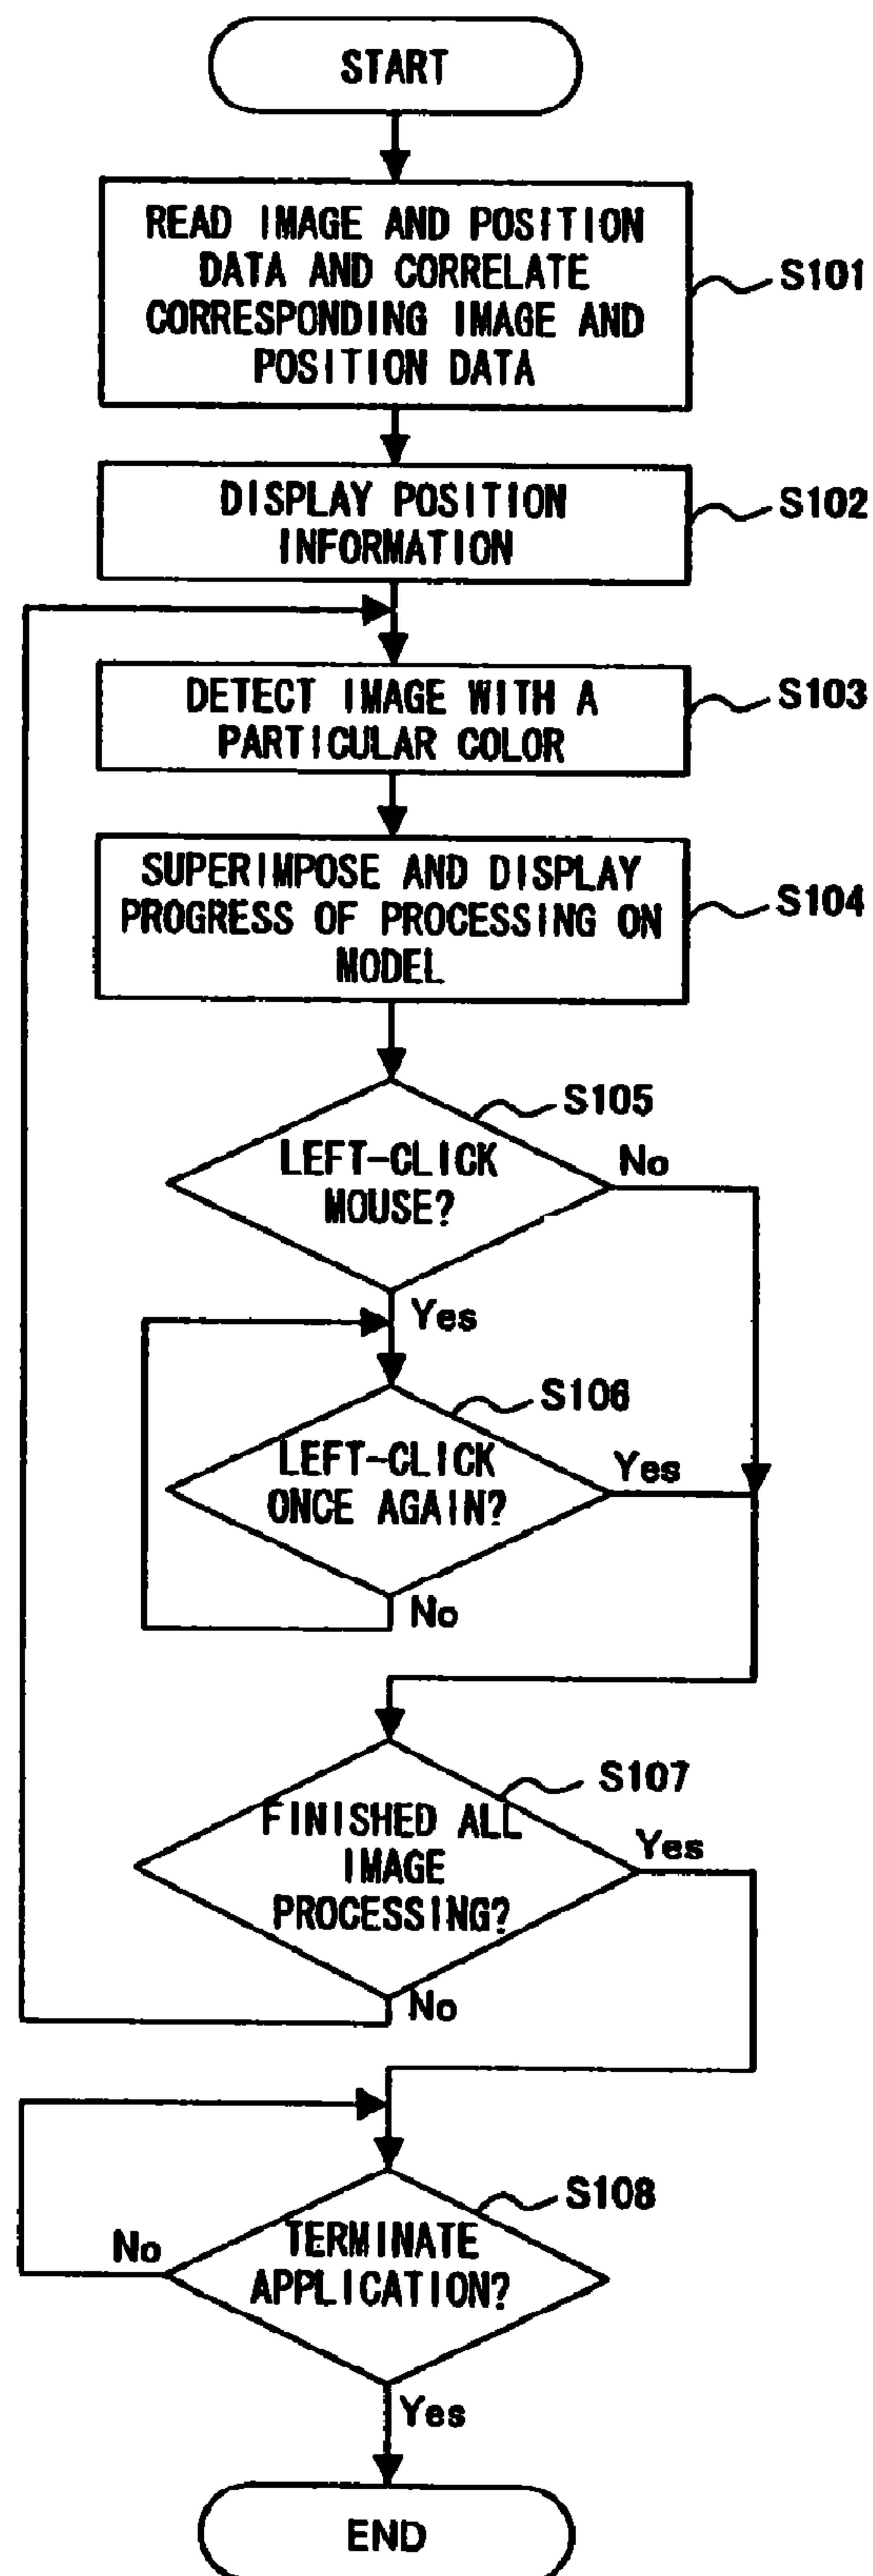 START
READ IMAGE AND POSITION
DATA AND CORRELATE
CORRESPONDING IMAGE AND
POSITION DATA
S101
DISPLAY POSITION
INFORMATION
S102
DETECT IMAGE WITH A
PARTICULAR COLOR
S103
SUPERIMPOSE AND DISPLAY
PROGRESS OF PROCESSING ON
MODEL
S104
S105
LEFT-CLICK
MOUSE?
No
Yes
S106
LEFT-CLICK
ONCE AGAIN?
Yes
No
S107
FINISHED ALL
IMAGE
PROCESSING?
Yes
No
S108
TERMINATE
APPLICATION?
No
Yes
END